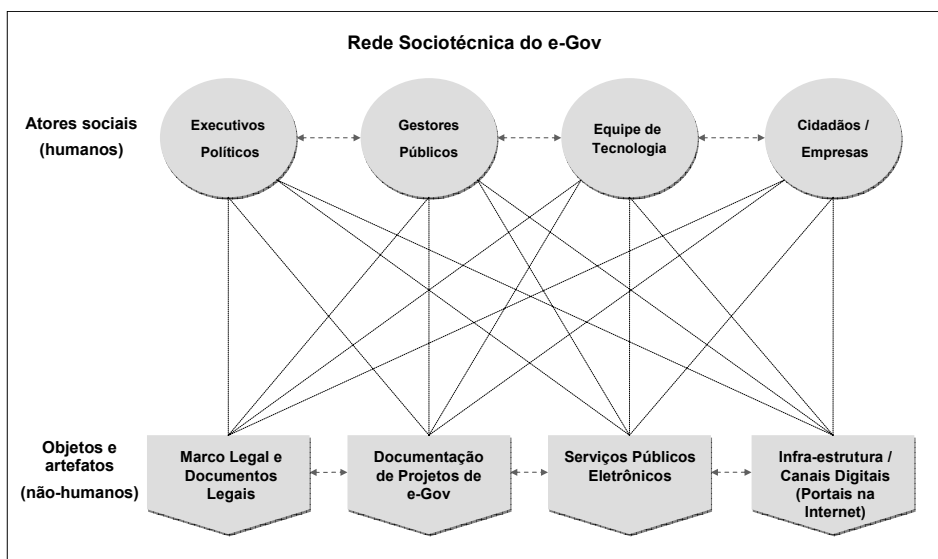 Rede Sociotécnica do e-Gov
Atores sociais
(humanos)
Executivos
Políticos
Gestores
Públicos
Equipe de
Tecnologia
Cidadãos /
Empresas
Objetos e
artefatos
(não-humanos)
Marco Legal e
Documentos
Legais
Documentação
de Projetos de
e-Gov
Serviços Públicos
Eletrônicos
Infra-estrutura /
Canais Digitais
(Portais na
Internet)